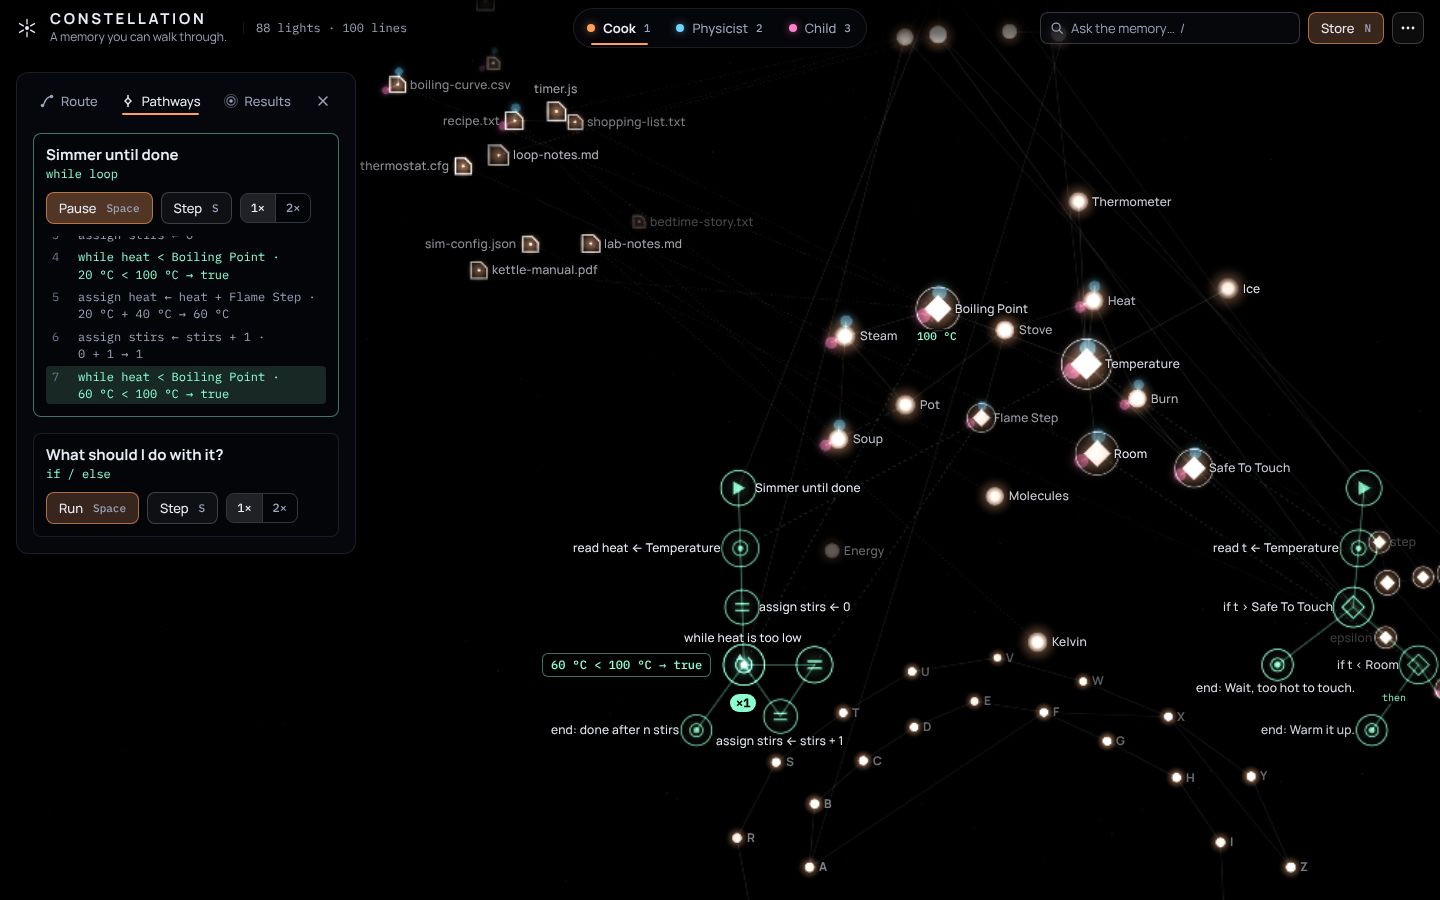 CONSTELLATION
A memory you can walk through.
88 lights · 100 lines
Cook 1
Physicist 2
Child 3
Ask the memory… /
Store N
Route
Pathways
Results
Simmer until done
while loop
Pause Space
Step S
1×
2×
3 assign stirs ← 0
4 while heat < Boiling Point ·
20 °C < 100 °C → true
5 assign heat ← heat + Flame Step ·
20 °C + 40 °C → 60 °C
6 assign stirs ← stirs + 1 ·
0 + 1 → 1
7 while heat < Boiling Point ·
60 °C < 100 °C → true
What should I do with it?
if / else
Run Space
Step S
1×
2×
boiling-curve.csv
timer.js
recipe.txt
shopping-list.txt
loop-notes.md
thermostat.cfg
bedtime-story.txt
sim-config.json
lab-notes.md
kettle-manual.pdf
Thermometer
Ice
Heat
Boiling Point
100 °C
Stove
Steam
Temperature
Burn
Pot
Flame Step
Soup
Room
Safe To Touch
Molecules
Energy
Kelvin
Simmer until done
read heat ← Temperature
assign stirs ← 0
while heat is too low
60 °C < 100 °C → true
×1
end: done after n stirs
assign stirs ← stirs + 1
read t ← Temperature
step
if t > Safe To Touch
epsilon
if t < Room
end: Wait, too hot to touch.
then
end: Warm it up.
U
V
W
T
D
E
F
X
G
S
C
H
Y
B
R
I
A
Z